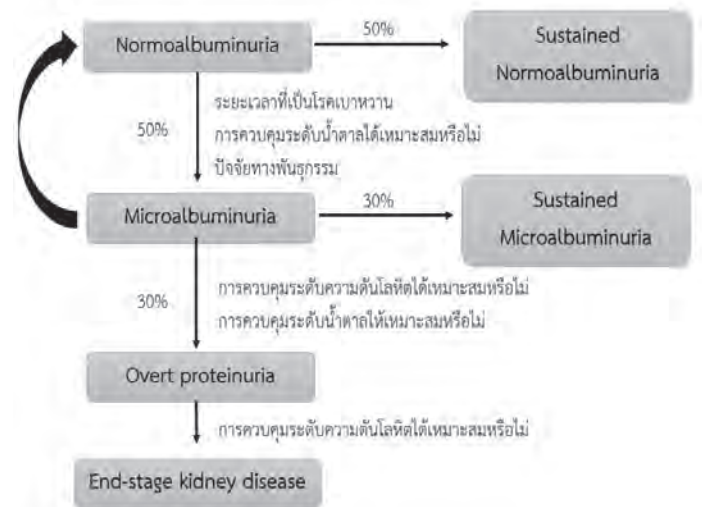 Normoalbuminuria
50%
Sustained
Normoalbuminuria
50%
ระยะเวลาที่เป็นโรคเบาหวาน
การควบคุมระดับน้ำตาลได้เหมาะสมหรือไม่
ปัจจัยทางพันธุกรรม
Microalbuminuria
30%
Sustained
Microalbuminuria
30%
การควบคุมระดับความดันโลหิตได้เหมาะสมหรือไม่
การควบคุมระดับน้ำตาลให้เหมาะสมหรือไม่
Overt proteinuria
การควบคุมระดับความดันโลหิตได้เหมาะสมหรือไม่
End-stage kidney disease